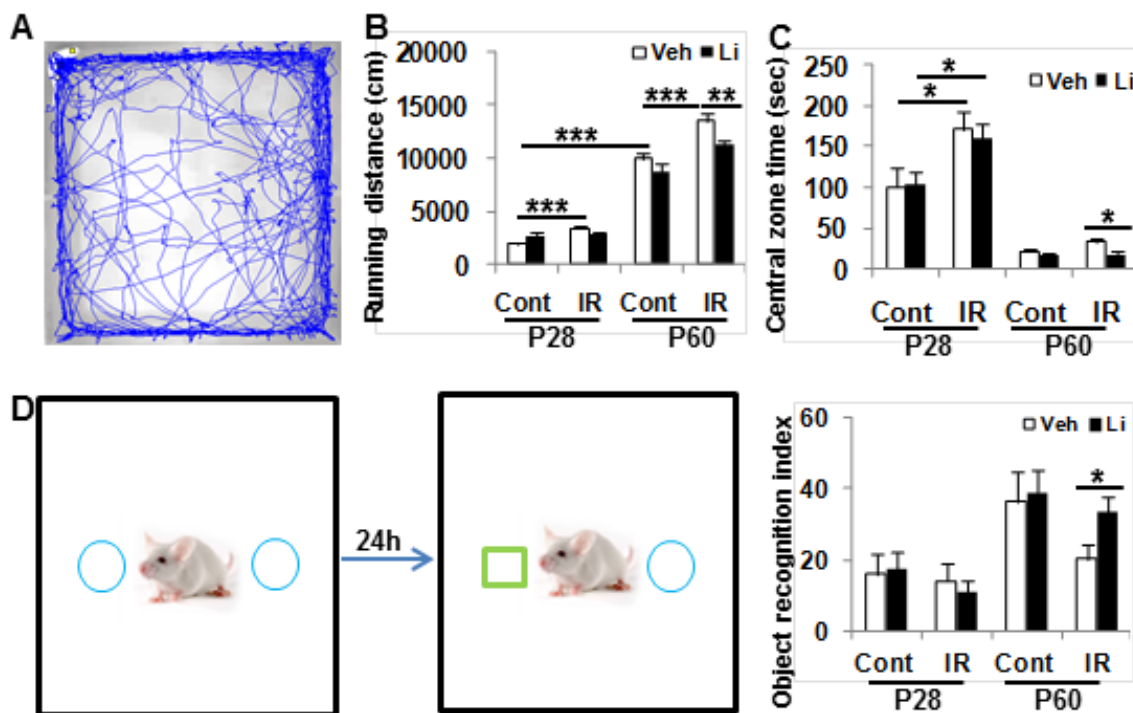 A
B
20000
15000
10000
5000
0
Running distance (cm)
Veh Li
*** **
***
***
Cont IR Cont IR
P28 P60
C
250
200
150
100
50
0
Central zone time (sec)
Veh Li
*
*
*
Cont IR Cont IR
P28 P60
D
24h
60
40
20
0
Object recognition index
Veh Li
*
Cont IR Cont IR
P28 P60